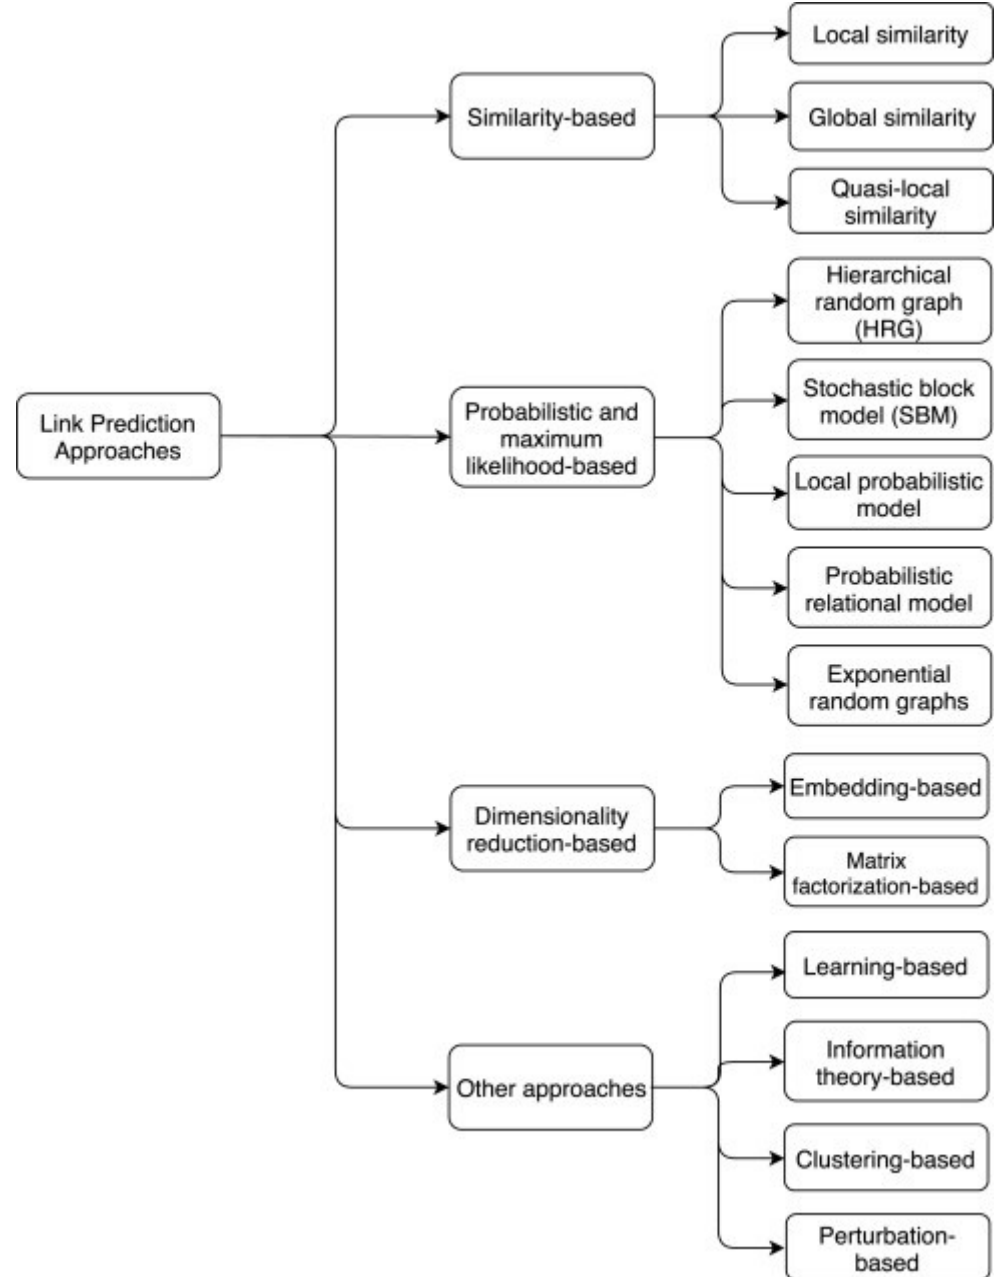 Link Prediction
Approaches
Similarity-based
Local similarity
Global similarity
Quasi-local
similarity
Probabilistic and
maximum
likelihood-based
Hierarchical
random graph
(HRG)
Stochastic block
model (SBM)
Local probabilistic
model
Probabilistic
relational model
Exponential
random graphs
Dimensionality
reduction-based
Embedding-based
Matrix
factorization-based
Other approaches
Learning-based
Information
theory-based
Clustering-based
Perturbation-
based